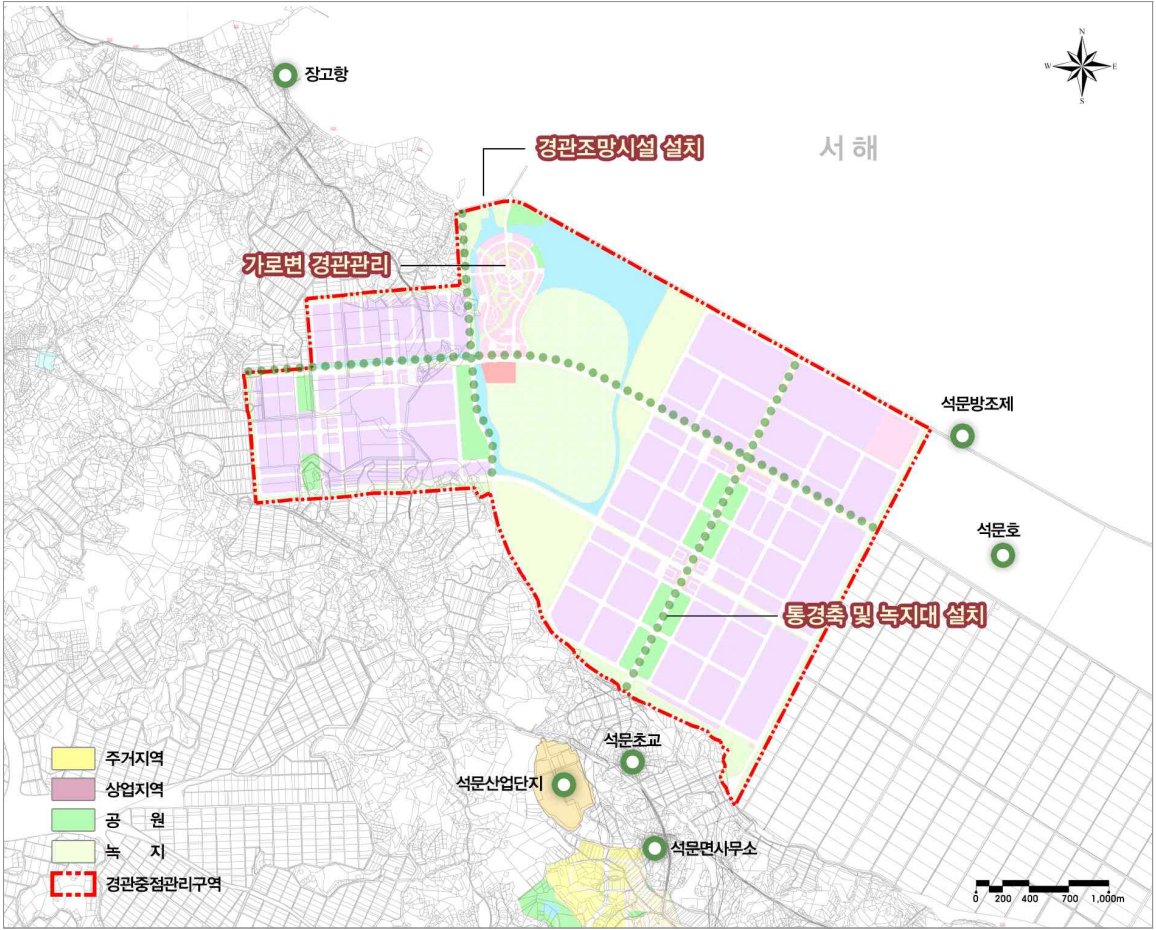 장고항
N
W
E
S
경관조망시설 설치
서 해
가로변 경관관리
석문방조제
석문호
통경축 및 녹지대 설치
석문초교
석문산업단지
석문면사무소
주거지역
상업지역
공 원
녹 지
경관중점관리구역
0 200 400 700 1,000m